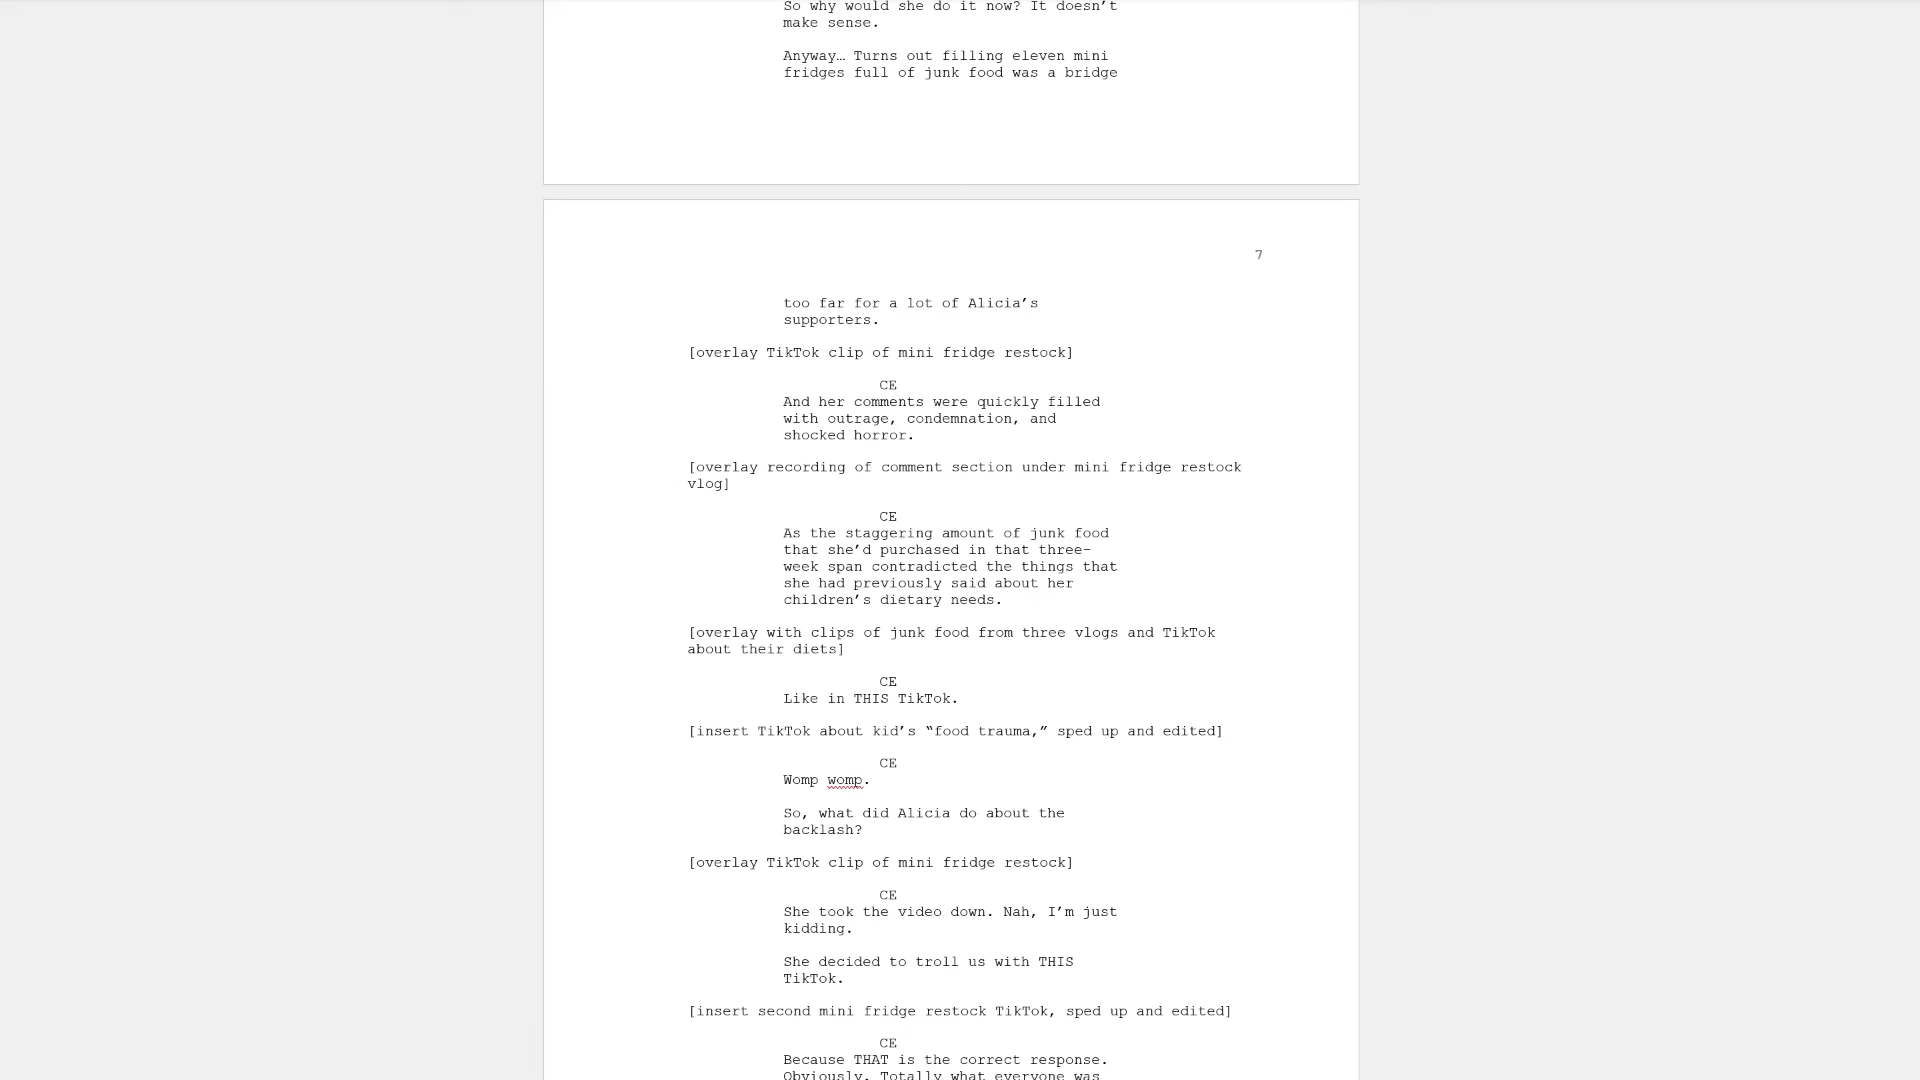 So why would she do it now? It doesn’t
make sense.
Anyway… Turns out filling eleven mini
fridges full of junk food was a bridge
7
too far for a lot of Alicia’s
supporters.
[overlay TikTok clip of mini fridge restock]
CE
And her comments were quickly filled
with outrage, condemnation, and
shocked horror.
[overlay recording of comment section under mini fridge restock
vlog]
CE
As the staggering amount of junk food
that she’d purchased in that three-
week span contradicted the things that
she had previously said about her
children’s dietary needs.
[overlay with clips of junk food from three vlogs and TikTok
about their diets]
CE
Like in THIS TikTok.
[insert TikTok about kid’s “food trauma,” sped up and edited]
CE
Womp womp.
So, what did Alicia do about the
backlash?
[overlay TikTok clip of mini fridge restock]
CE
She took the video down. Nah, I’m just
kidding.
She decided to troll us with THIS
TikTok.
[insert second mini fridge restock TikTok, sped up and edited]
CE
Because THAT is the correct response.
Obviously. Totally what everyone was